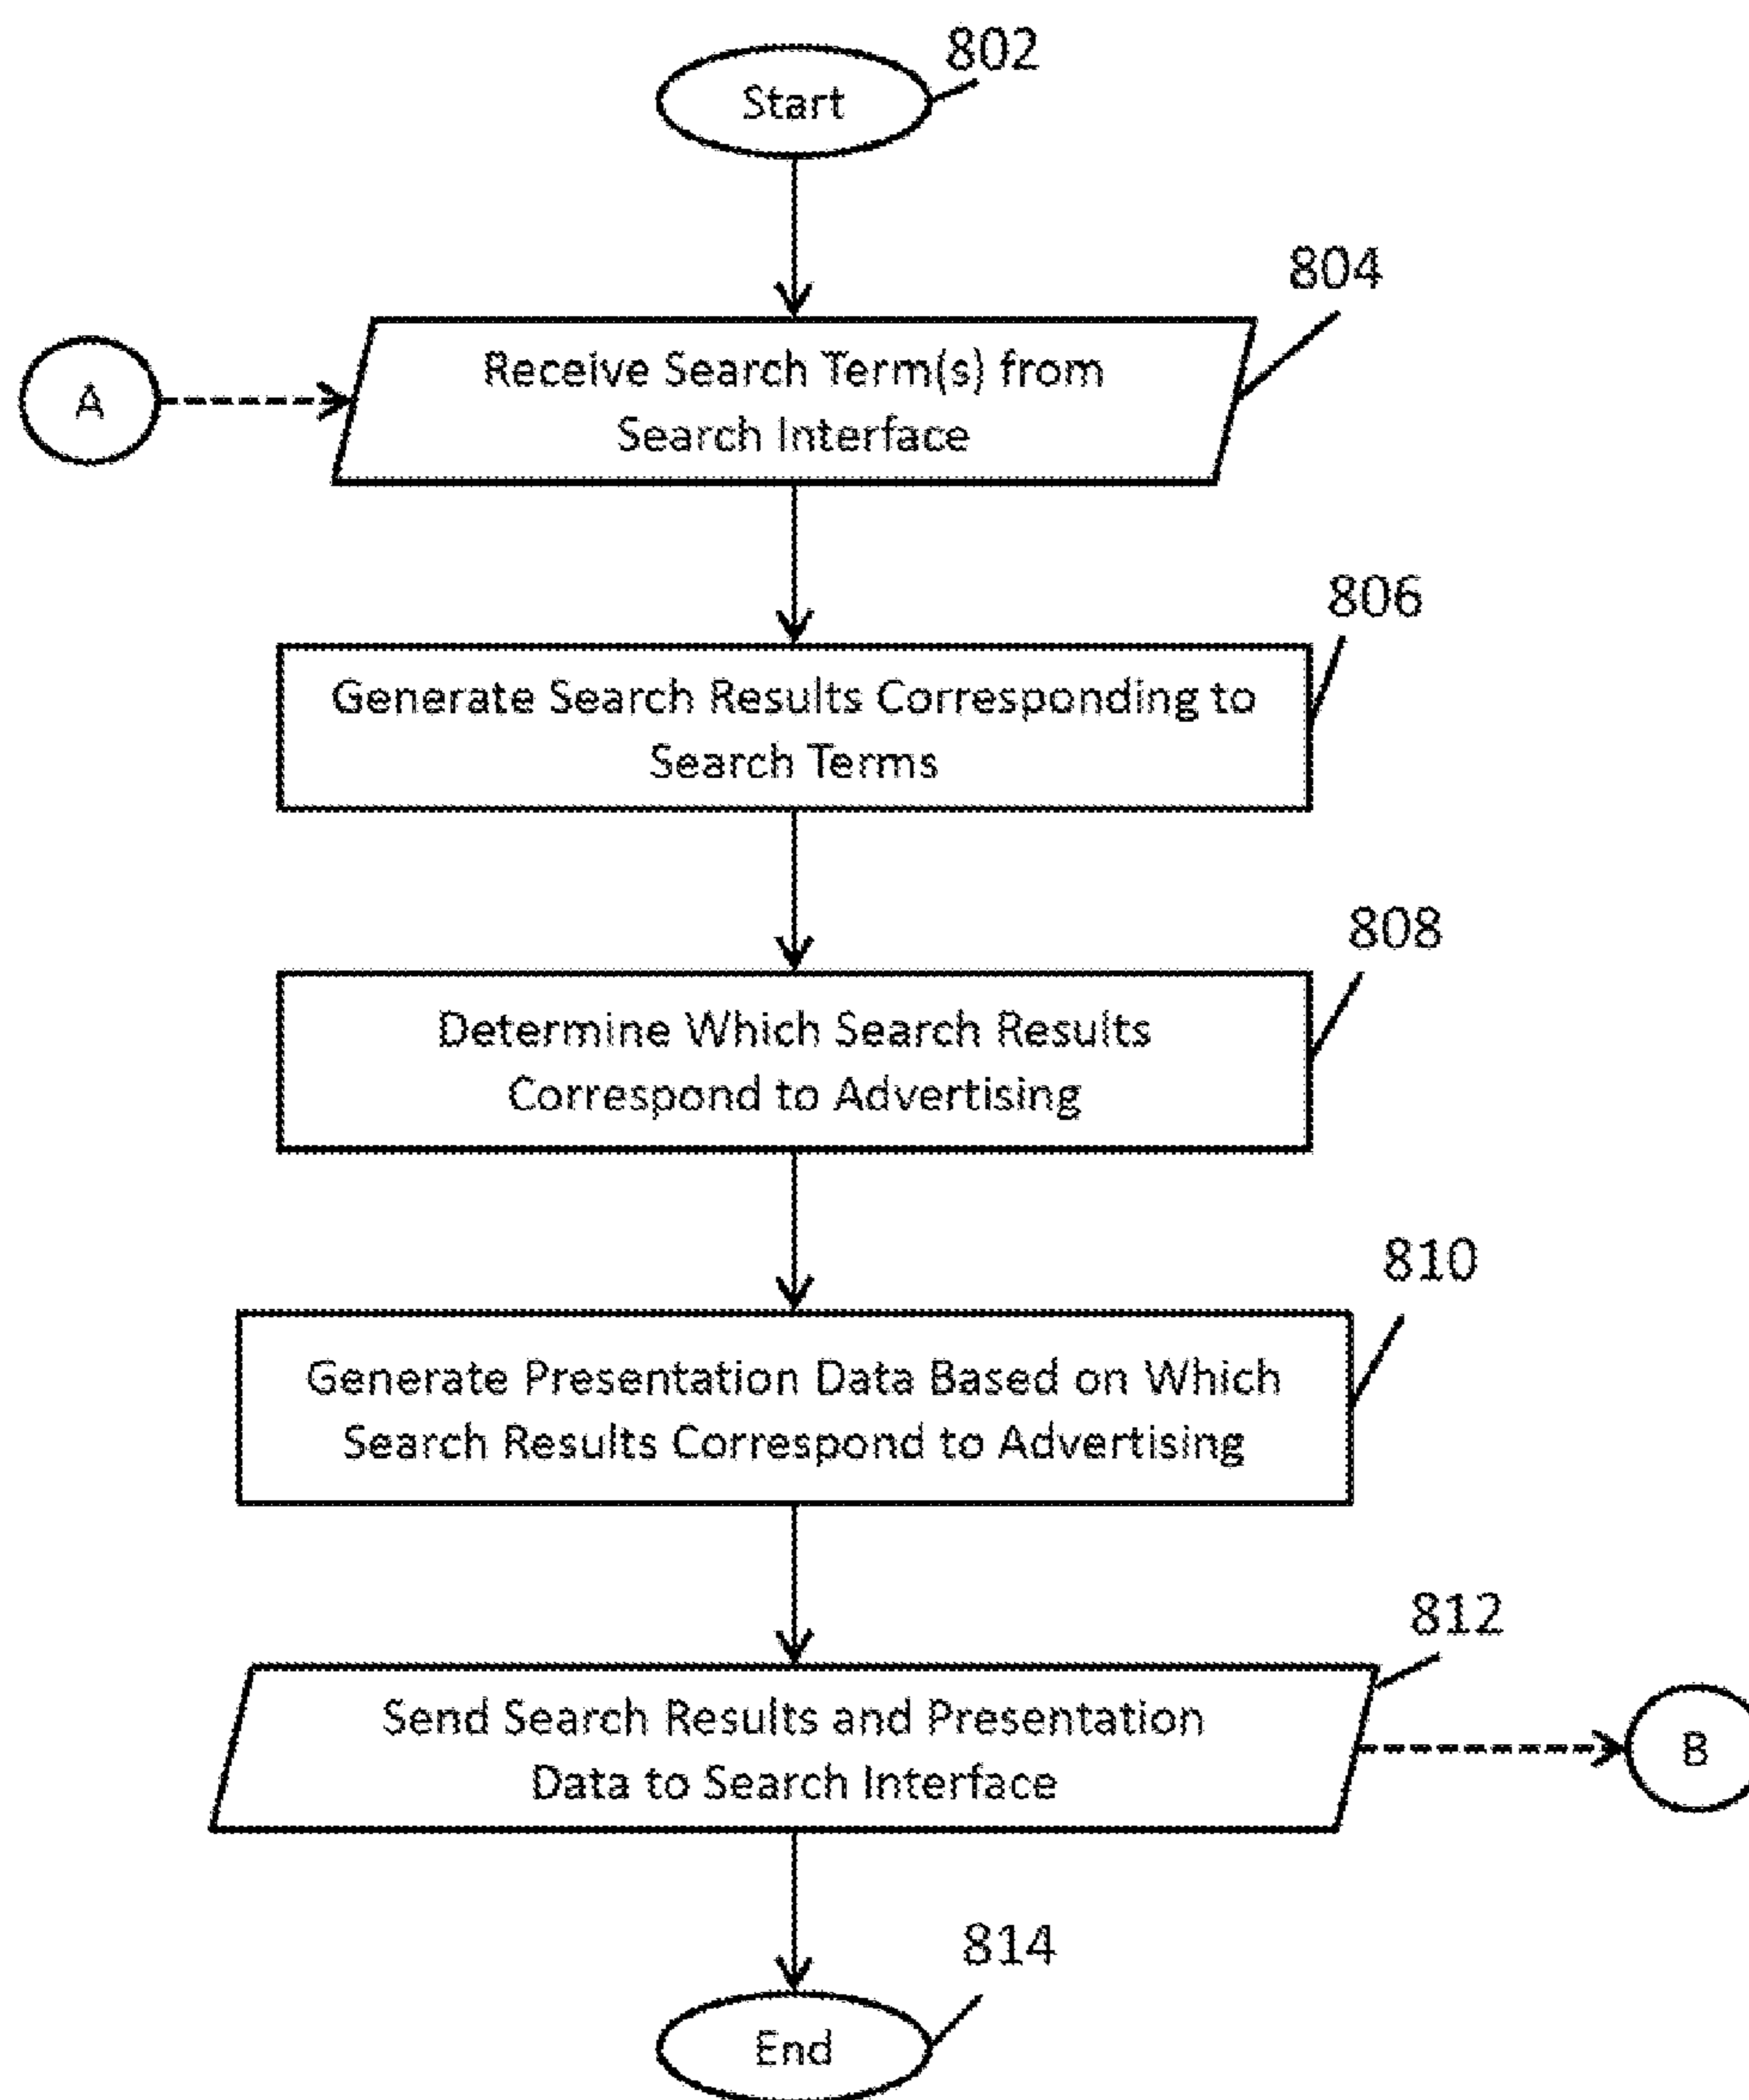 802
Start
804
A
Receive Search Term(s) from
Search Interface
806
Generate Search Results Corresponding to
Search Terms
808
Determine Which Search Results
Correspond to Advertising
810
Generate Presentation Data Based on Which
Search Results Correspond to Advertising
812
Send Search Results and Presentation
Data to Search Interface
B
814
End